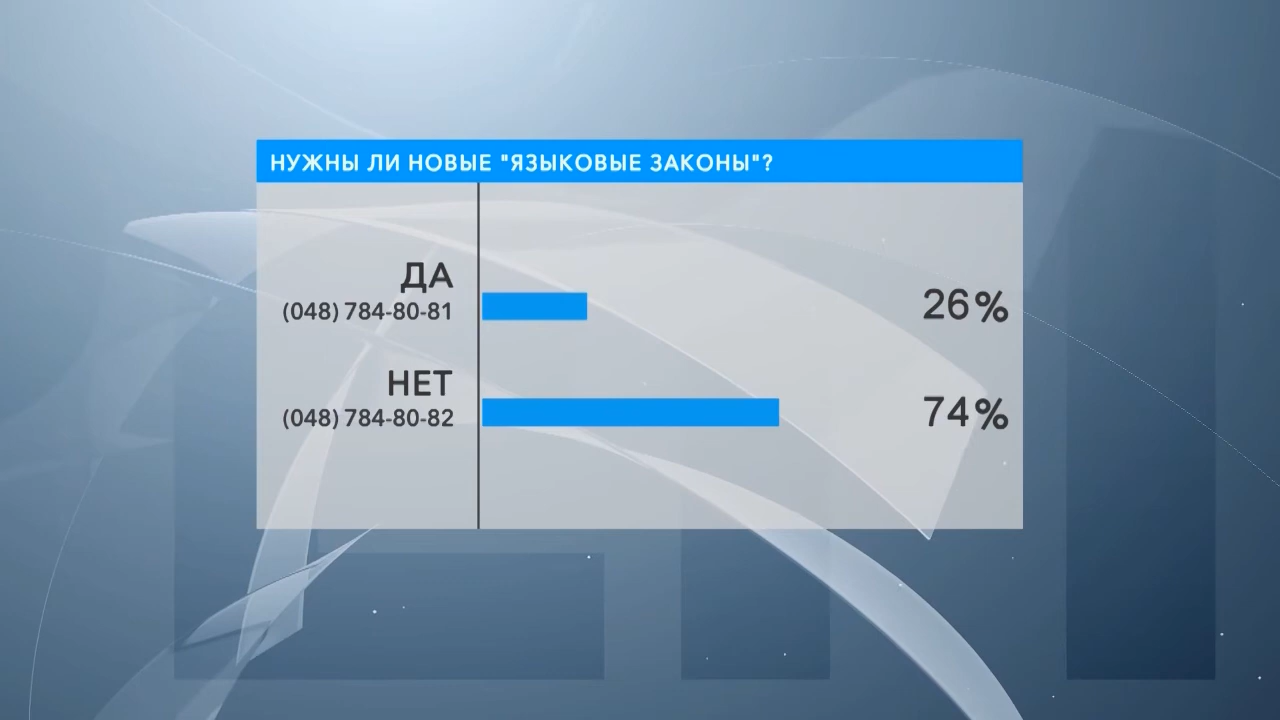 НУЖНЫ ЛИ НОВЫЕ "ЯЗЫКОВЫЕ ЗАКОНЫ"?
ДА
(048) 784-80-81
26%
НЕТ
(048) 784-80-82
74%